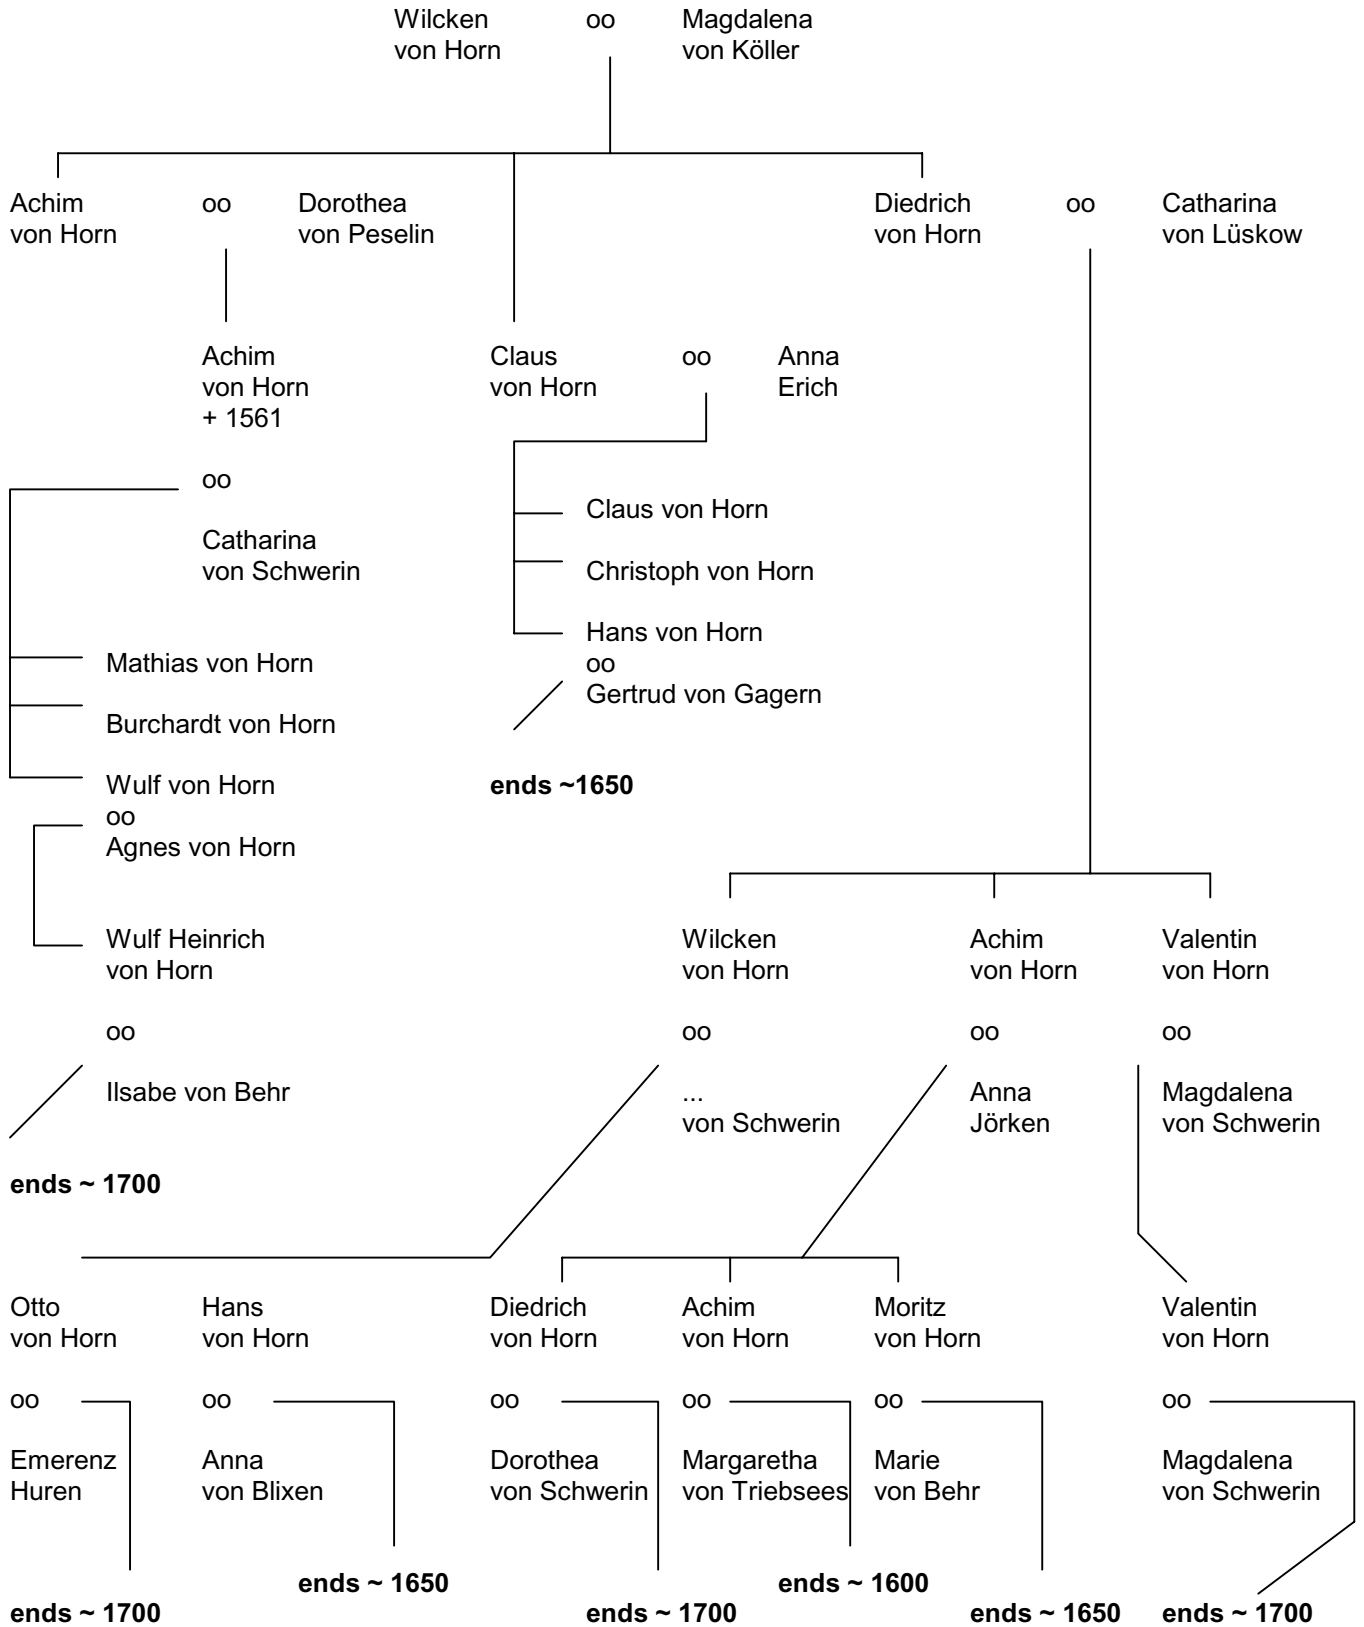 Wilcken oo Magdalena
von Horn von Köller
Achim oo Dorothea Diedrich oo Catharina
von Horn von Peselin von Horn von Lüskow
Achim Claus oo Anna
von Horn von Horn Erich
+ 1561
oo
Claus von Horn
Catharina
von Schwerin Christoph von Horn
Hans von Horn
Mathias von Horn oo
Gertrud von Gagern
Burchardt von Horn
Wulf von Horn ends ~1650
oo
Agnes von Horn
Wulf Heinrich Wilcken Achim Valentin
von Horn von Horn von Horn von Horn
oo oo oo oo
Ilsabe von Behr ... Anna Magdalena
von Schwerin Jörken von Schwerin
ends ~ 1700
Otto Hans Diedrich Achim Moritz Valentin
von Horn von Horn von Horn von Horn von Horn von Horn
oo oo oo oo oo oo
Emerenz Anna Dorothea Margaretha Marie Magdalena
Huren von Blixen von Schwerin von Triebsees von Behr von Schwerin
ends ~ 1650 ends ~ 1600
ends ~ 1700 ends ~ 1700 ends ~ 1650 ends ~ 1700